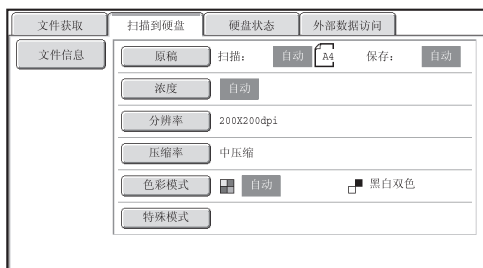 文件获取 扫描到硬盘 硬盘状态 外部数据访问
文件信息
原稿 扫描： 自动 A4 保存： 自动
浓度 自动
分辨率 200X200dpi
压缩率 中压缩
色彩模式 自动 黑白双色
特殊模式